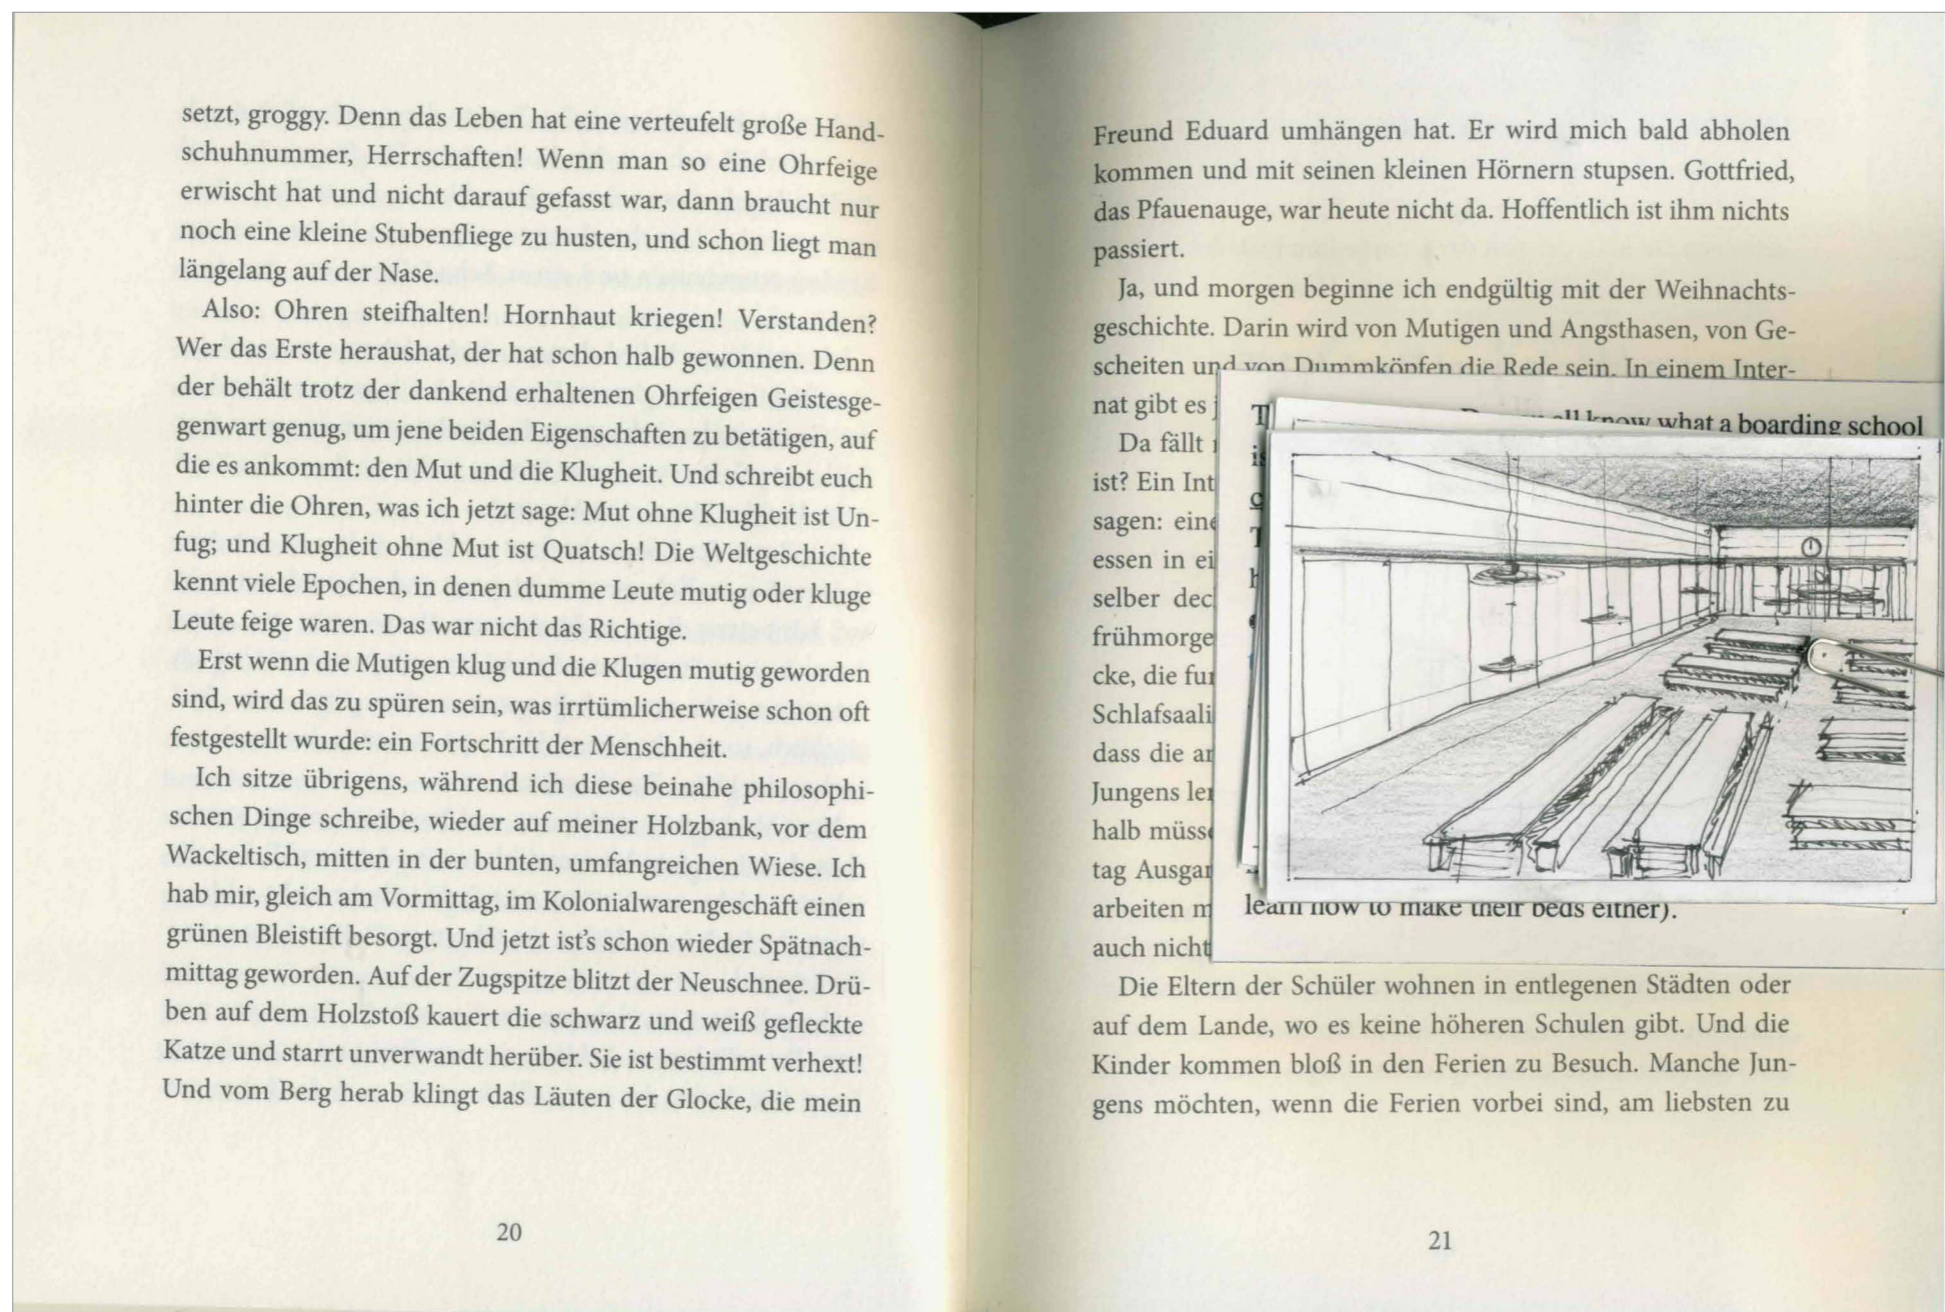 setzt, groggy. Denn das Leben hat eine verteufelt große Hand-
schuhnummer, Herrschaften! Wenn man so eine Ohrfeige
erwischt hat und nicht darauf gefasst war, dann braucht nur
noch eine kleine Stubenfliege zu husten, und schon liegt man
längelang auf der Nase.
Also: Ohren steifhalten! Hornhaut kriegen! Verstanden?
Wer das Erste heraushat, der hat schon halb gewonnen. Denn
der behält trotz der dankend erhaltenen Ohrfeigen Geistesge-
genwart genug, um jene beiden Eigenschaften zu betätigen, auf
die es ankommt: den Mut und die Klugheit. Und schreibt euch
hinter die Ohren, was ich jetzt sage: Mut ohne Klugheit ist Un-
fug; und Klugheit ohne Mut ist Quatsch! Die Weltgeschichte
kennt viele Epochen, in denen dumme Leute mutig oder kluge
Leute feige waren. Das war nicht das Richtige.
Erst wenn die Mutigen klug und die Klugen mutig geworden
sind, wird das zu spüren sein, was irrtümlicherweise schon oft
festgestellt wurde: ein Fortschritt der Menschheit.
Ich sitze übrigens, während ich diese beinahe philosophi-
schen Dinge schreibe, wieder auf meiner Holzbank, vor dem
Wackeltisch, mitten in der bunten, umfangreichen Wiese. Ich
hab mir, gleich am Vormittag, im Kolonialwarengeschäft einen
grünen Bleistift besorgt. Und jetzt ist's schon wieder Spätnach-
mittag geworden. Auf der Zugspitze blitzt der Neuschnee. Drü-
ben auf dem Holzstoß kauert die schwarz und weiß gefleckte
Katze und starrt unverwandt herüber. Sie ist bestimmt verhext!
Und vom Berg herab klingt das Läuten der Glocke, die mein
20
Freund Eduard umhängen hat. Er wird mich bald abholen
kommen und mit seinen kleinen Hörnern stupsen. Gottfried,
das Pfauenauge, war heute nicht da. Hoffentlich ist ihm nichts
passiert.
Ja, und morgen beginne ich endgültig mit der Weihnachts-
geschichte. Darin wird von Mutigen und Angsthasen, von Ge-
scheiten und von Dummköpfen die Rede sein. In einem Inter-
nat gibt es
Da fällt
ist? Ein Int
sagen: eine
essen in ei
selber dec
frühmorge
cke, die fu
Schlafsaali
dass die
Jungens
halb
tag Ausga
arbeiten
auch nicht
all know what a boarding school
learn how to make their beds either).
Die Eltern der Schüler wohnen in entlegenen Städten oder
auf dem Lande, wo es keine höheren Schulen gibt. Und die
Kinder kommen bloß in den Ferien zu Besuch. Manche Jun-
gens möchten, wenn die Ferien vorbei sind, am liebsten zu
21